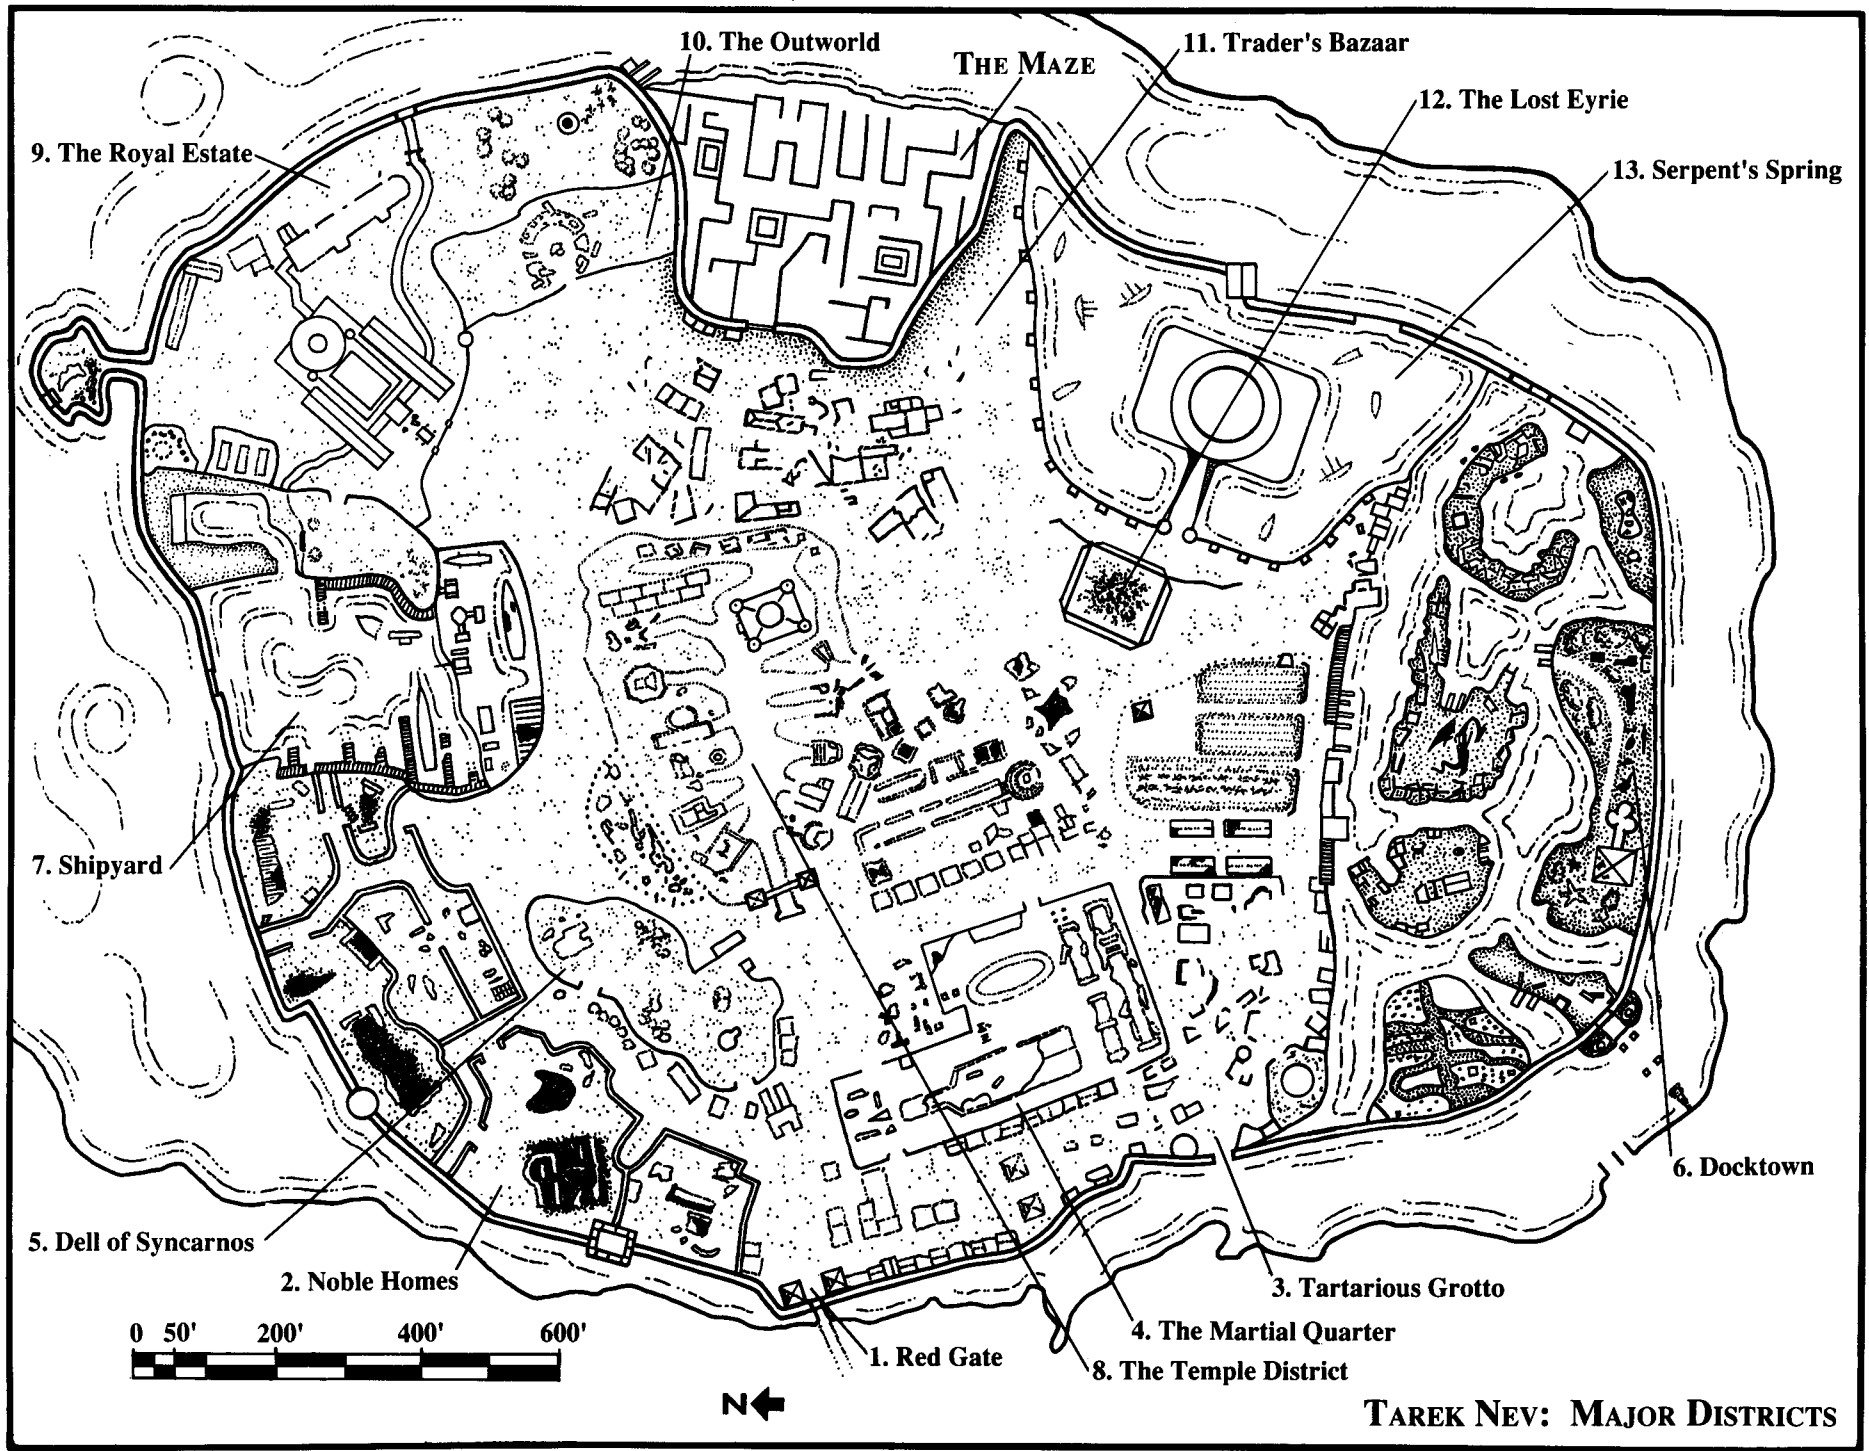 10. The Outworld
11. Trader's Bazaar
THE MAZE
12. The Lost Eyrie
9. The Royal Estate
13. Serpent's Spring
7. Shipyard
6. Docktown
5. Dell of Syncarnos
2. Noble Homes
3. Tartarious Grotto
4. The Martial Quarter
1. Red Gate
8. The Temple District
0 50' 200' 400' 600'
N
TAREK NEV: MAJOR DISTRICTS